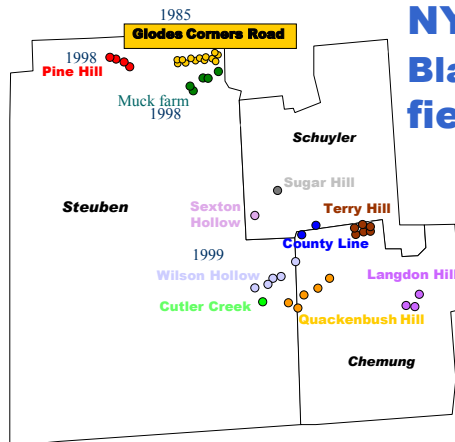 1985
Glodes Corners Road
NY
Bla
fie
1998
Pine Hill
Muck farm
1998
Schuyler
Sugar Hill
Steuben
Sexton
Hollow
Terry Hill
County Line
1999
Wilson Hollow
Langdon Hill
Cutler Creek
Quackenbush Hill
Chemung